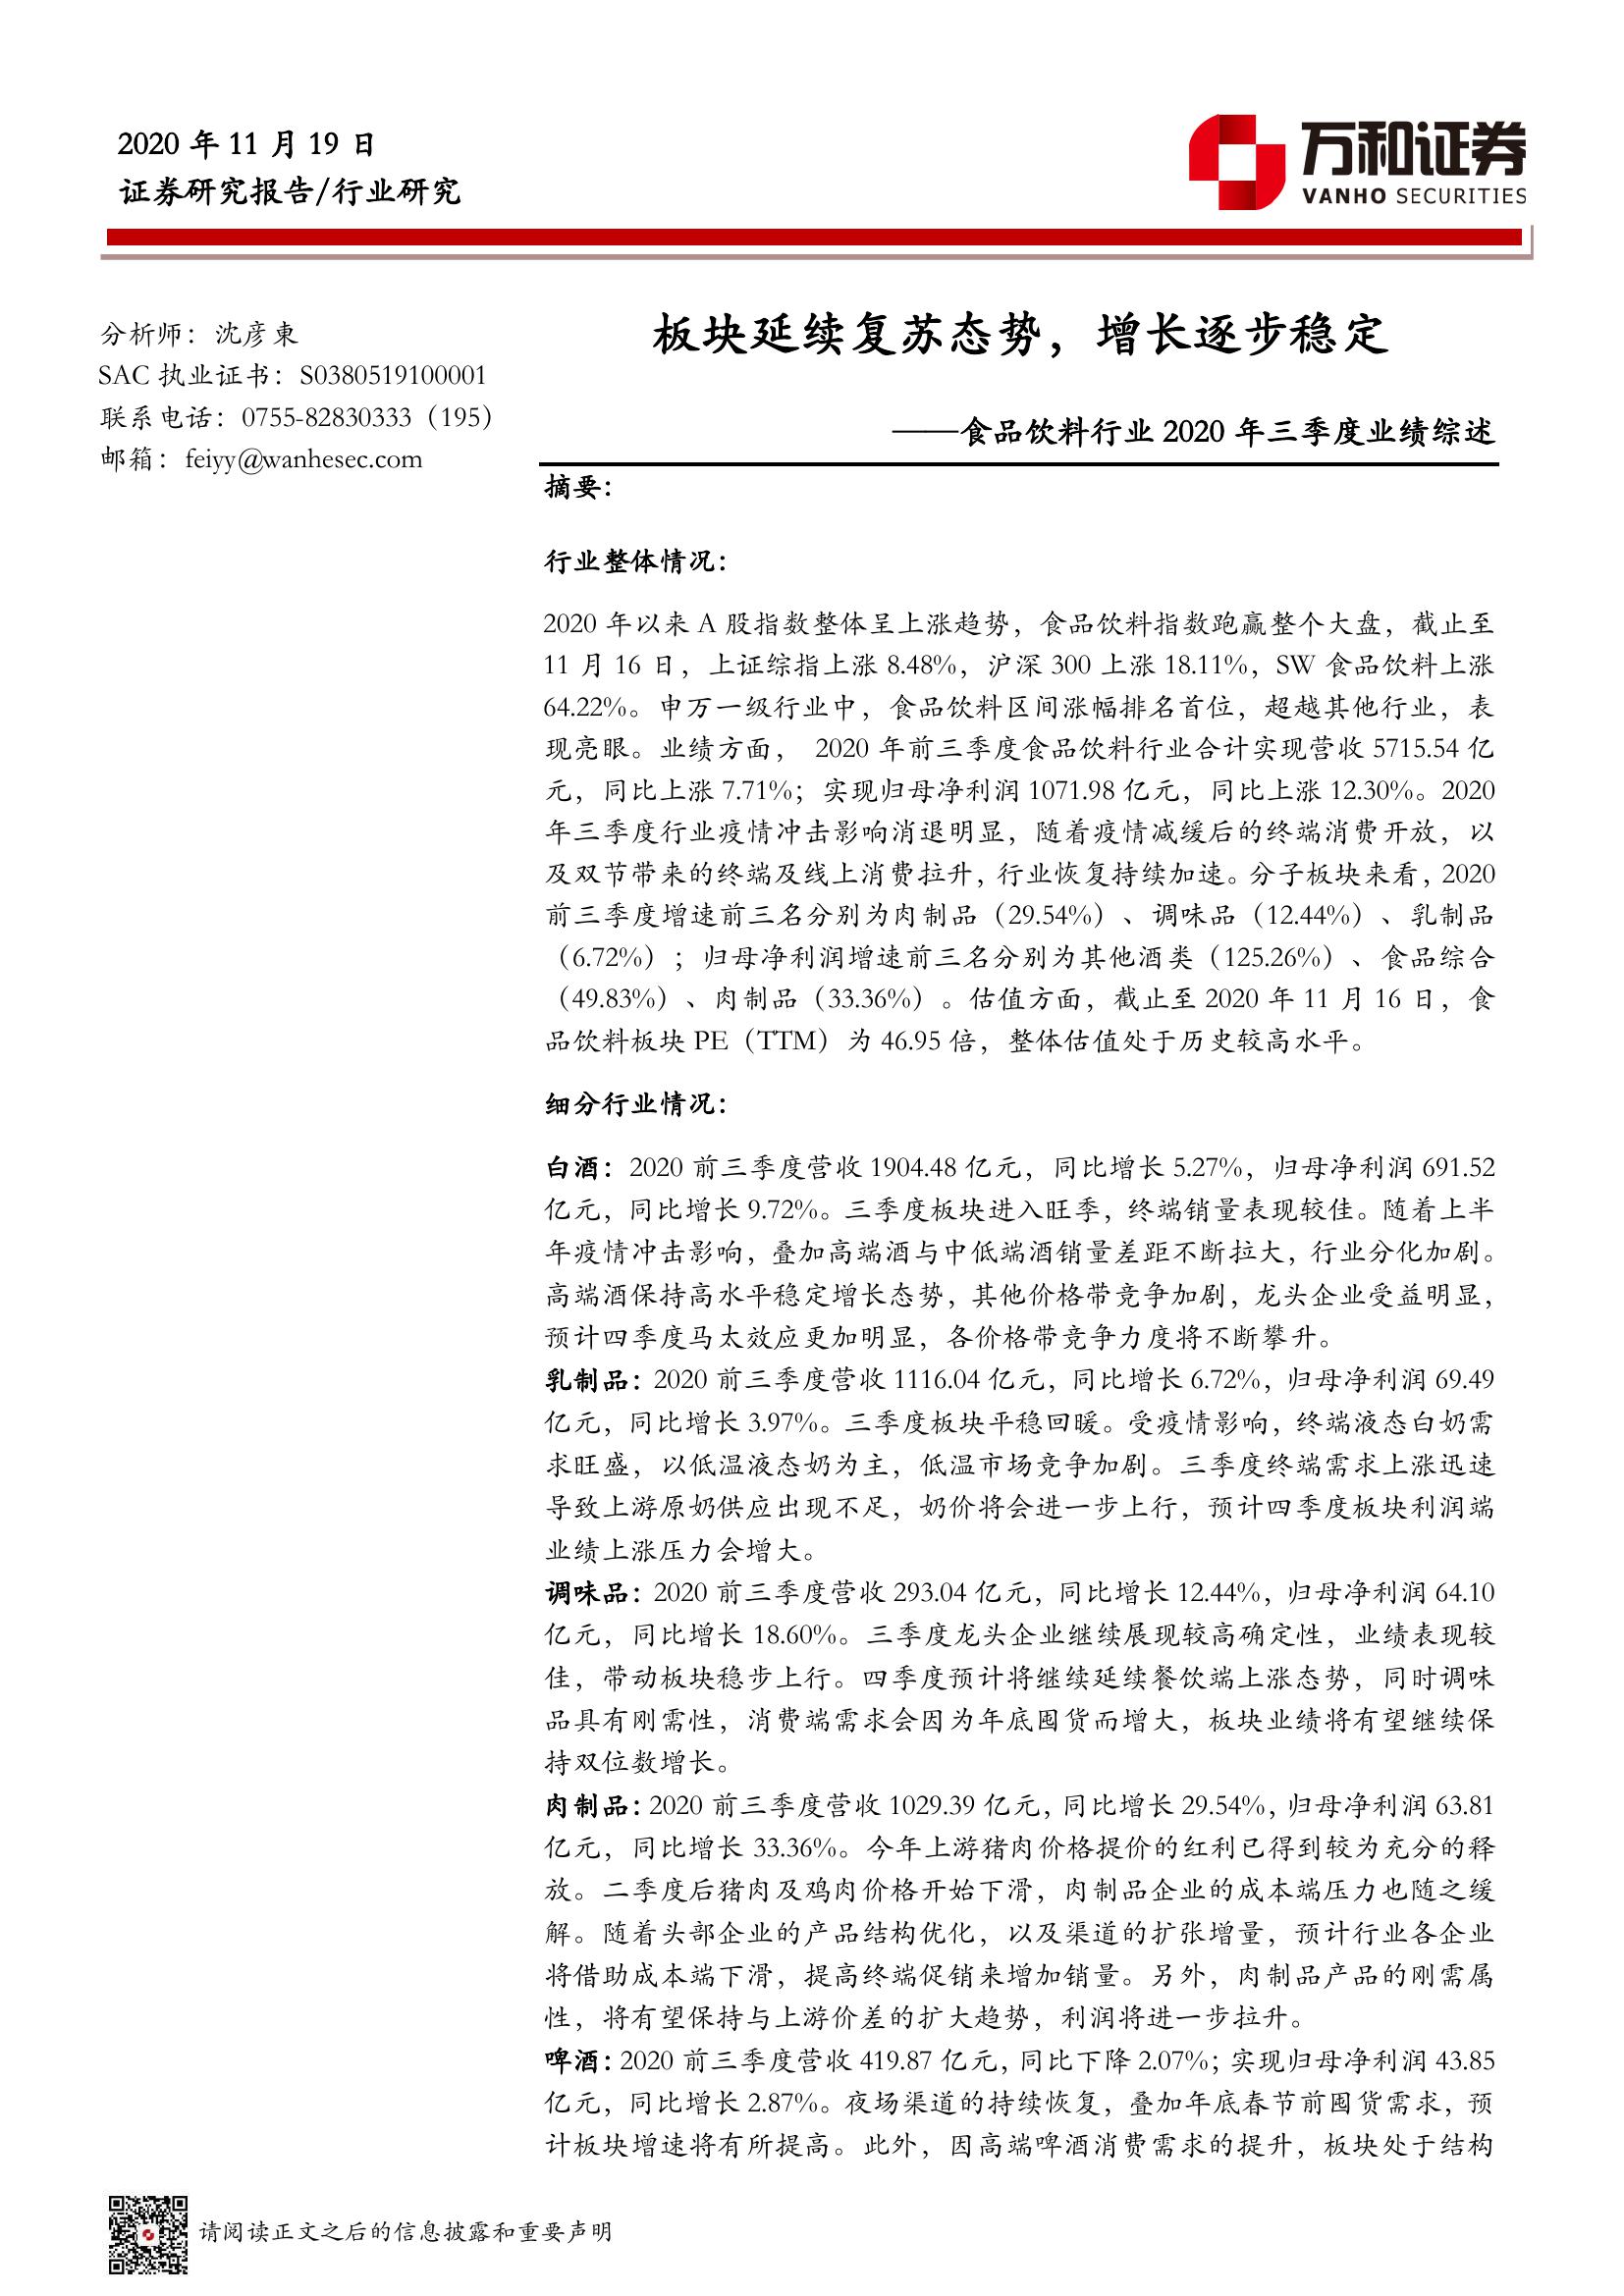 2020 年 11 月 19 日
证券研究报告/行业研究
万和证券
VANHO SECURITIES
分析师：沈彦東
SAC 执业证书：S0380519100001
联系电话：0755-82830333（195）
邮箱：feiyy@wanhesec.com
板块延续复苏态势，增长逐步稳定
——食品饮料行业 2020 年三季度业绩综述
摘要：
行业整体情况：
2020 年以来 A 股指数整体呈上涨趋势，食品饮料指数跑赢整个大盘，截止至
11 月 16 日，上证综指上涨 8.48%，沪深 300 上涨 18.11%，SW 食品饮料上涨
64.22%。申万一级行业中，食品饮料区间涨幅排名首位，超越其他行业，表
现亮眼。业绩方面， 2020 年前三季度食品饮料行业合计实现营收 5715.54 亿
元，同比上涨 7.71%；实现归母净利润 1071.98 亿元，同比上涨 12.30%。2020
年三季度行业疫情冲击影响消退明显，随着疫情减缓后的终端消费开放，以
及双节带来的终端及线上消费拉升，行业恢复持续加速。分子板块来看，2020
前三季度增速前三名分别为肉制品（29.54%）、调味品（12.44%）、乳制品
（6.72%）；归母净利润增速前三名分别为其他酒类（125.26%）、食品综合
（49.83%）、肉制品（33.36%）。估值方面，截止至 2020 年 11 月 16 日，食
品饮料板块 PE（TTM）为 46.95 倍，整体估值处于历史较高水平。
细分行业情况：
白酒：2020 前三季度营收 1904.48 亿元，同比增长 5.27%，归母净利润 691.52
亿元，同比增长 9.72%。三季度板块进入旺季，终端销量表现较佳。随着上半
年疫情冲击影响，叠加高端酒与中低端酒销量差距不断拉大，行业分化加剧。
高端酒保持高水平稳定增长态势，其他价格带竞争加剧，龙头企业受益明显，
预计四季度马太效应更加明显，各价格带竞争力度将不断攀升。
乳制品：2020 前三季度营收 1116.04 亿元，同比增长 6.72%，归母净利润 69.49
亿元，同比增长 3.97%。三季度板块平稳回暖。受疫情影响，终端液态白奶需
求旺盛，以低温液态奶为主，低温市场竞争加剧。三季度终端需求上涨迅速
导致上游原奶供应出现不足，奶价将会进一步上行，预计四季度板块利润端
业绩上涨压力会增大。
调味品：2020 前三季度营收 293.04 亿元，同比增长 12.44%，归母净利润 64.10
亿元，同比增长 18.60%。三季度龙头企业继续展现较高确定性，业绩表现较
佳，带动板块稳步上行。四季度预计将继续延续餐饮端上涨态势，同时调味
品具有刚需性，消费端需求会因为年底囤货而增大，板块业绩将有望继续保
持双位数增长。
肉制品：2020 前三季度营收 1029.39 亿元，同比增长 29.54%，归母净利润 63.81
亿元，同比增长 33.36%。今年上游猪肉价格提价的红利已得到较为充分的释
放。二季度后猪肉及鸡肉价格开始下滑，肉制品企业的成本端压力也随之缓
解。随着头部企业的产品结构优化，以及渠道的扩张增量，预计行业各企业
将借助成本端下滑，提高终端促销来增加销量。另外，肉制品产品的刚需属
性，将有望保持与上游价差的扩大趋势，利润将进一步拉升。
啤酒：2020 前三季度营收 419.87 亿元，同比下降 2.07%；实现归母净利润 43.85
亿元，同比增长 2.87%。夜场渠道的持续恢复，叠加年底春节前囤货需求，预
计板块增速将有所提高。此外，因高端啤酒消费需求的提升，板块处于结构
请阅读正文之后的信息披露和重要声明